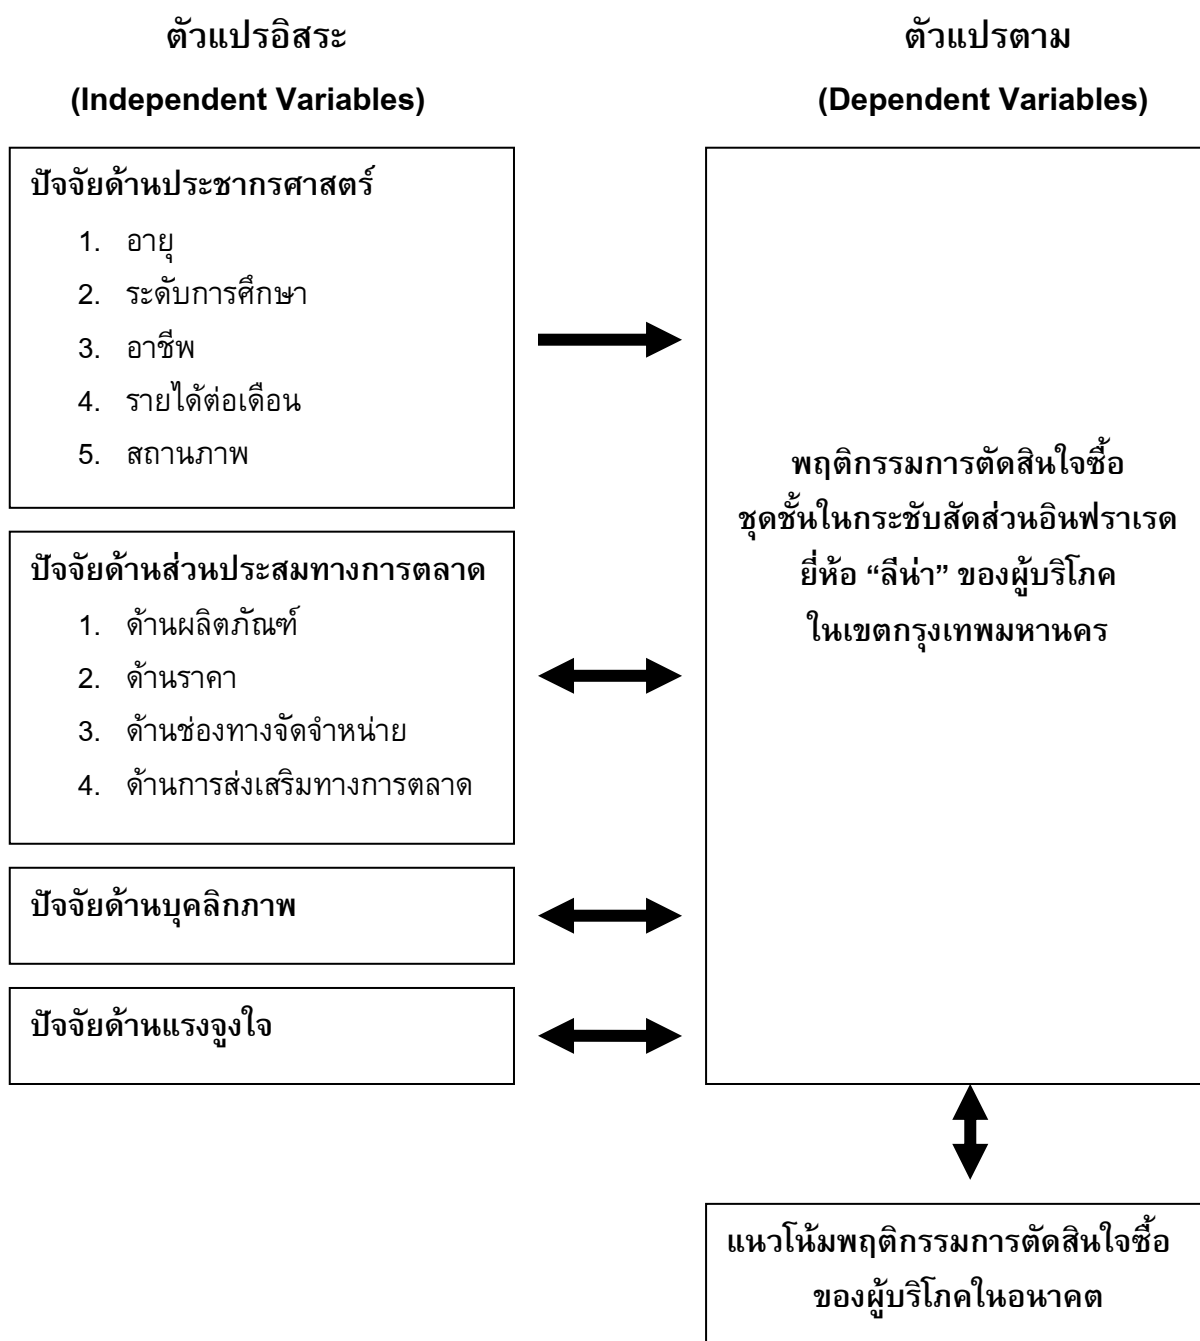 ตัวแปรอิสระ
(Independent Variables)
ปัจจัยด้านประชากรศาสตร์
1. อายุ
2. ระดับการศึกษา
3. อาชีพ
4. รายได้ต่อเดือน
5. สถานภาพ
ปัจจัยด้านส่วนประสมทางการตลาด
1. ด้านผลิตภัณฑ์
2. ด้านราคา
3. ด้านช่องทางจัดจำหน่าย
4. ด้านการส่งเสริมทางการตลาด
ปัจจัยด้านบุคลิกภาพ
ปัจจัยด้านแรงจูงใจ
ตัวแปรตาม
(Dependent Variables)
พฤติกรรมการตัดสินใจซื้อ
ชุดชั้นในกระชับสัดส่วนอินฟราเรด
ยี่ห้อ “ลีน่า” ของผู้บริโภค
ในเขตกรุงเทพมหานคร
แนวโน้มพฤติกรรมการตัดสินใจซื้อ
ของผู้บริโภคในอนาคต